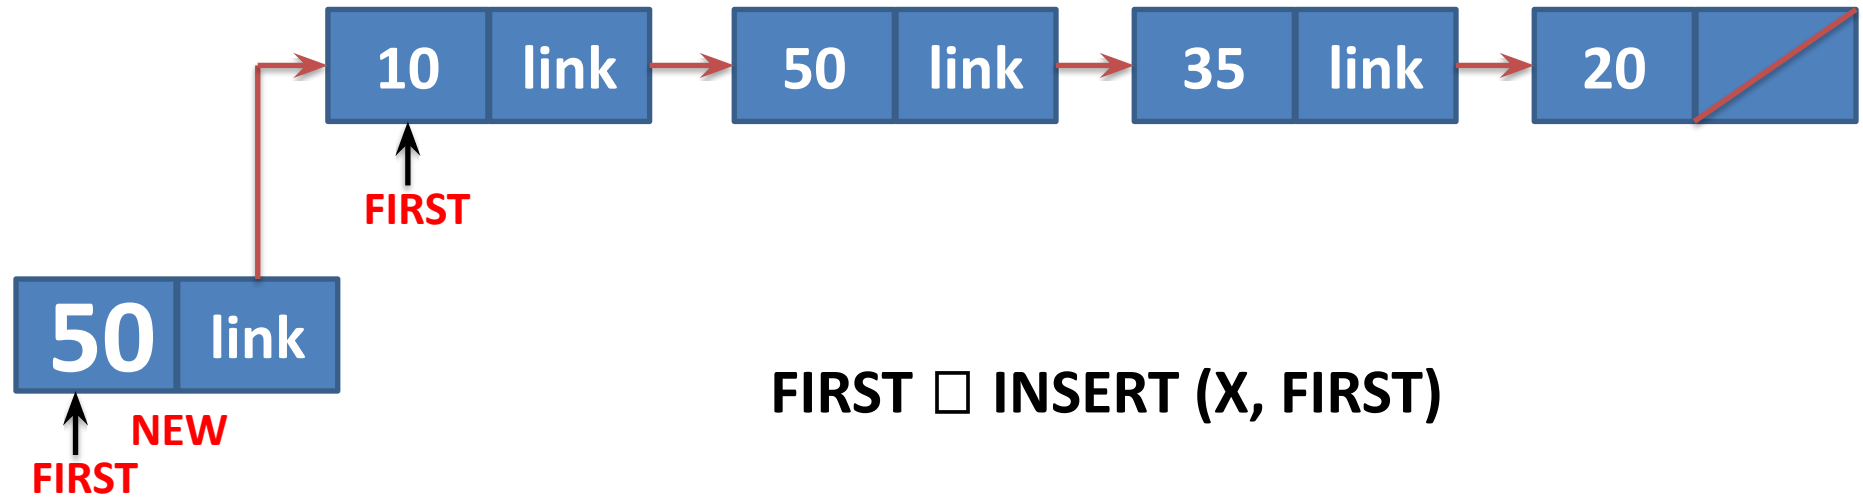 10 link 50 link 35 link 20
FIRST
50 link
FIRST □ INSERT (X, FIRST)
NEW
FIRST